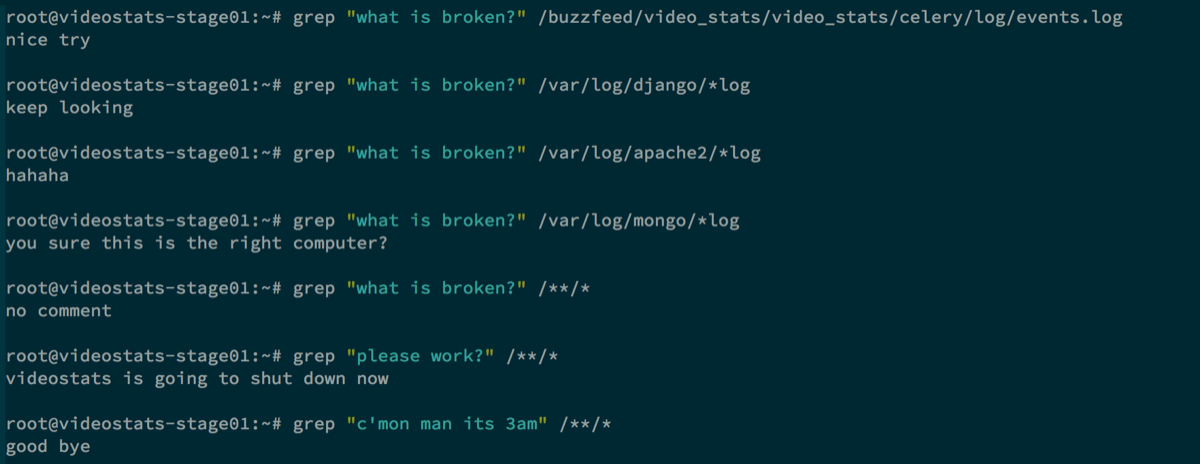 root@videostats-stage01:~# grep "what is broken?" /buzzfeed/video_stats/video_stats/celery/log/events.log
nice try
root@videostats-stage01:~# grep "what is broken?" /var/log/django/*log
keep looking
root@videostats-stage01:~# grep "what is broken?" /var/log/apache2/*log
hahaha
root@videostats-stage01:~# grep "what is broken?" /var/log/mongo/*log
you sure this is the right computer?
root@videostats-stage01:~# grep "what is broken?" /**/*
no comment
root@videostats-stage01:~# grep "please work?" /**/*
videostats is going to shut down now
root@videostats-stage01:~# grep "c'mon man its 3am" /**/*
good bye